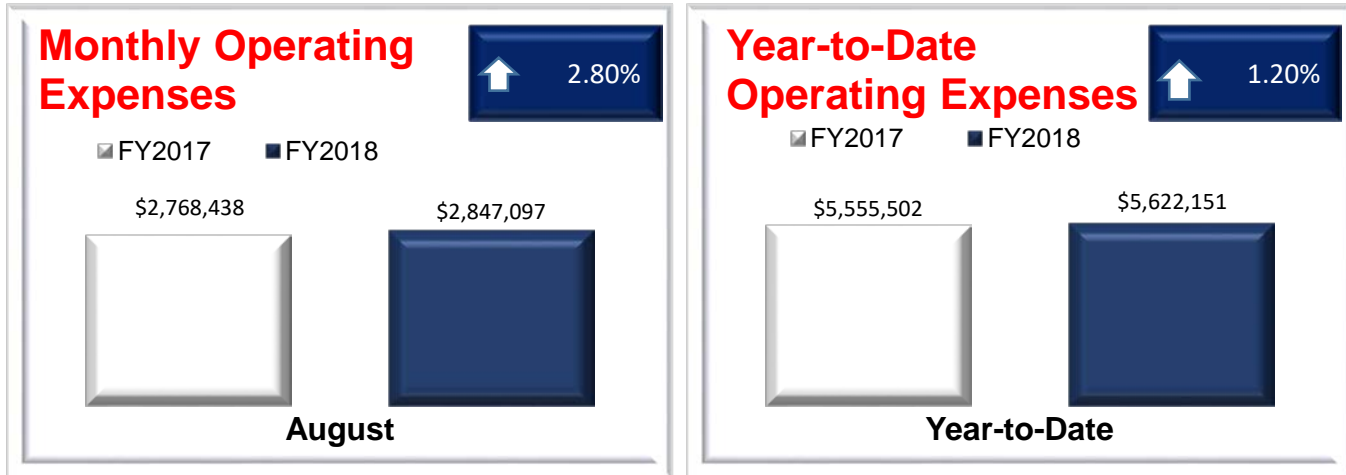 Monthly Operating
Expenses
2.80%
FY2017 FY2018
$2,768,438 $2,847,097
August
Year-to-Date
Operating Expenses
1.20%
FY2017 FY2018
$5,555,502 $5,622,151
Year-to-Date